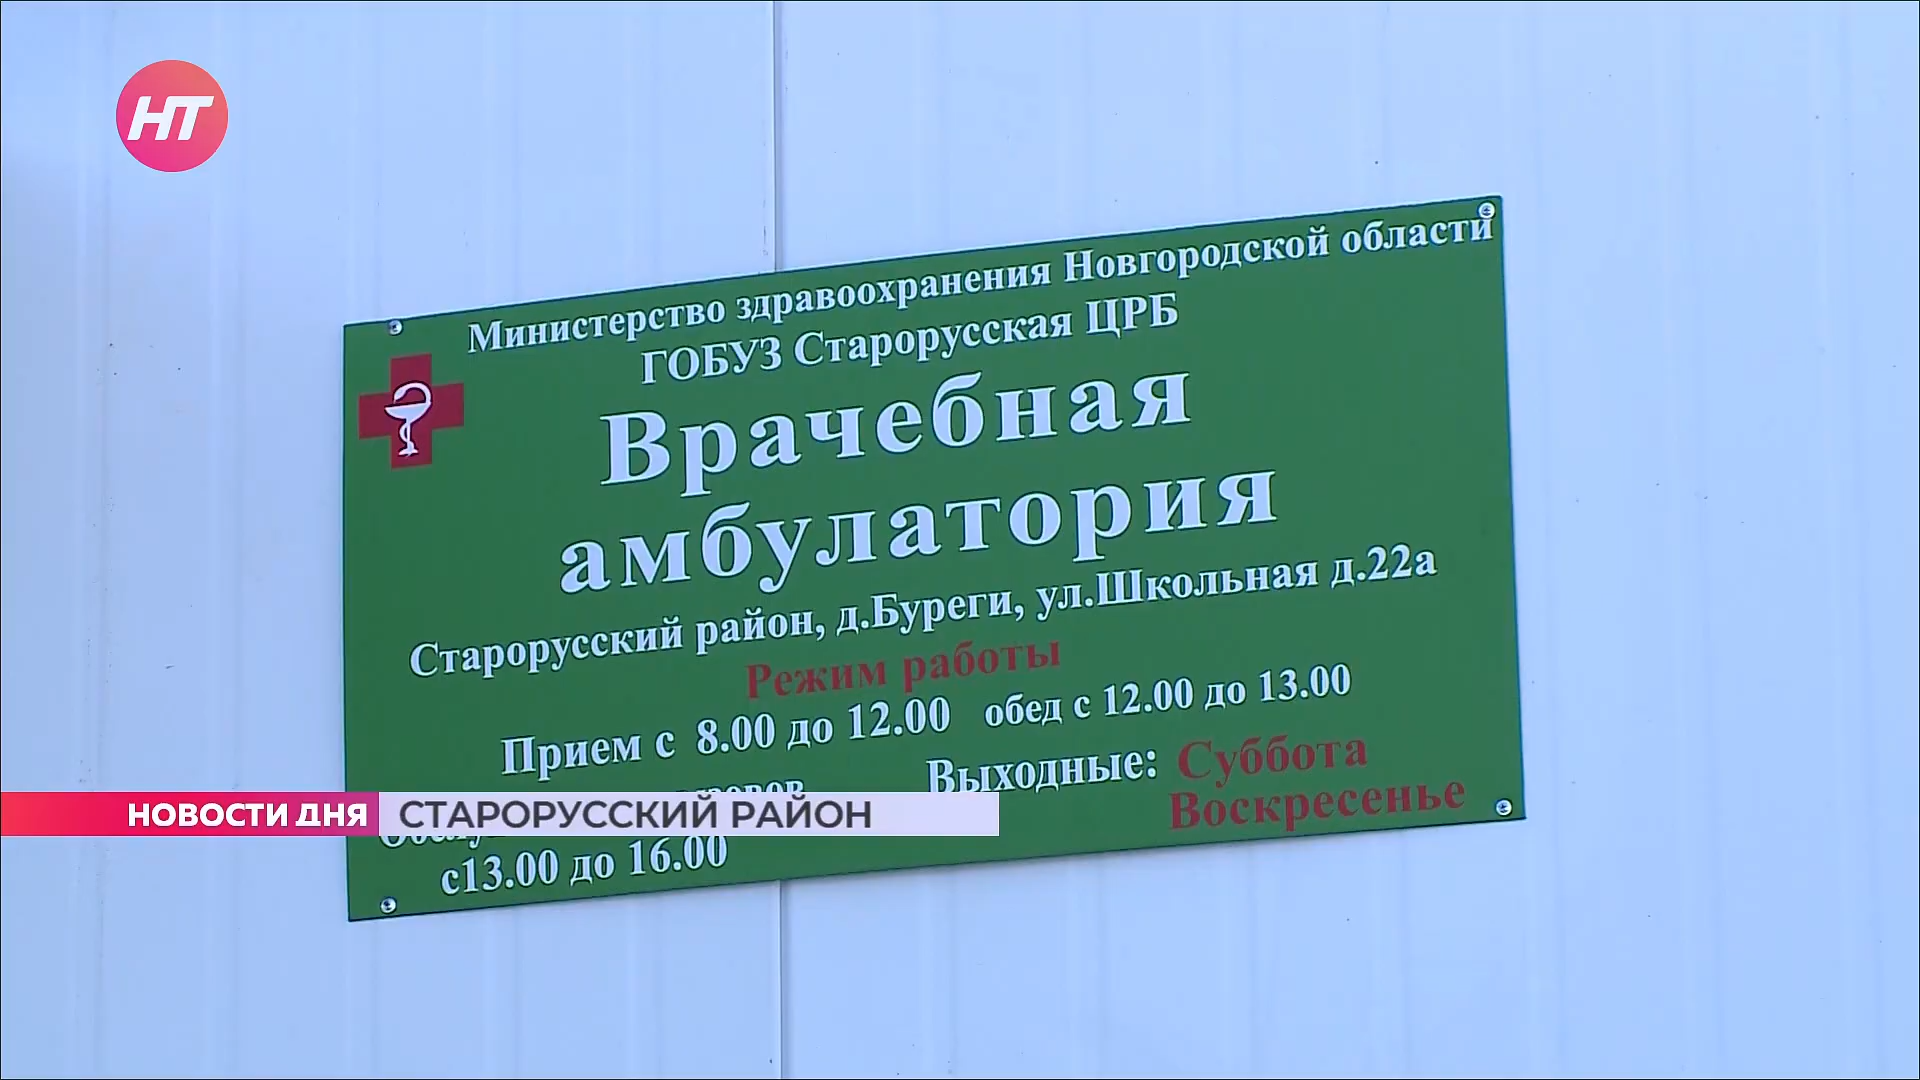 НТ
Министерство здравоохранения Новгородской области
ГОБУЗ Старорусская ЦРБ
Врачебная
амбулатория
Старорусский район, д.Буреги, ул.Школьная д.22а
Режим работы
Прием с 8.00 до 12.00 обед с 12.00 до 13.00
Выходные: Суббота
Воскресенье
с13.00 до 16.00
НОВОСТИ ДНЯ СТАРОРУССКИЙ РАЙОН